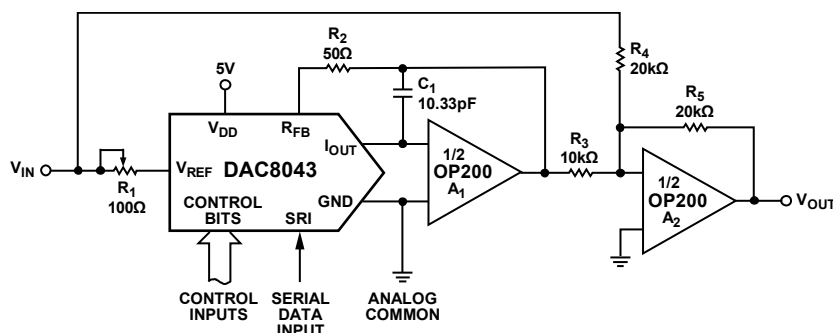 R2
50Ω
R4
20kΩ
5V
C1
10.33pF
R5
20kΩ
VDD
RFB
IOUT
R3
10kΩ
VIN
VREF
DAC8043
1/2
OP200
A1
1/2
OP200
A2
VOUT
R1
100Ω
GND
CONTROL
BITS
SRI
CONTROL
INPUTS
SERIAL
DATA
INPUT
ANALOG
COMMON